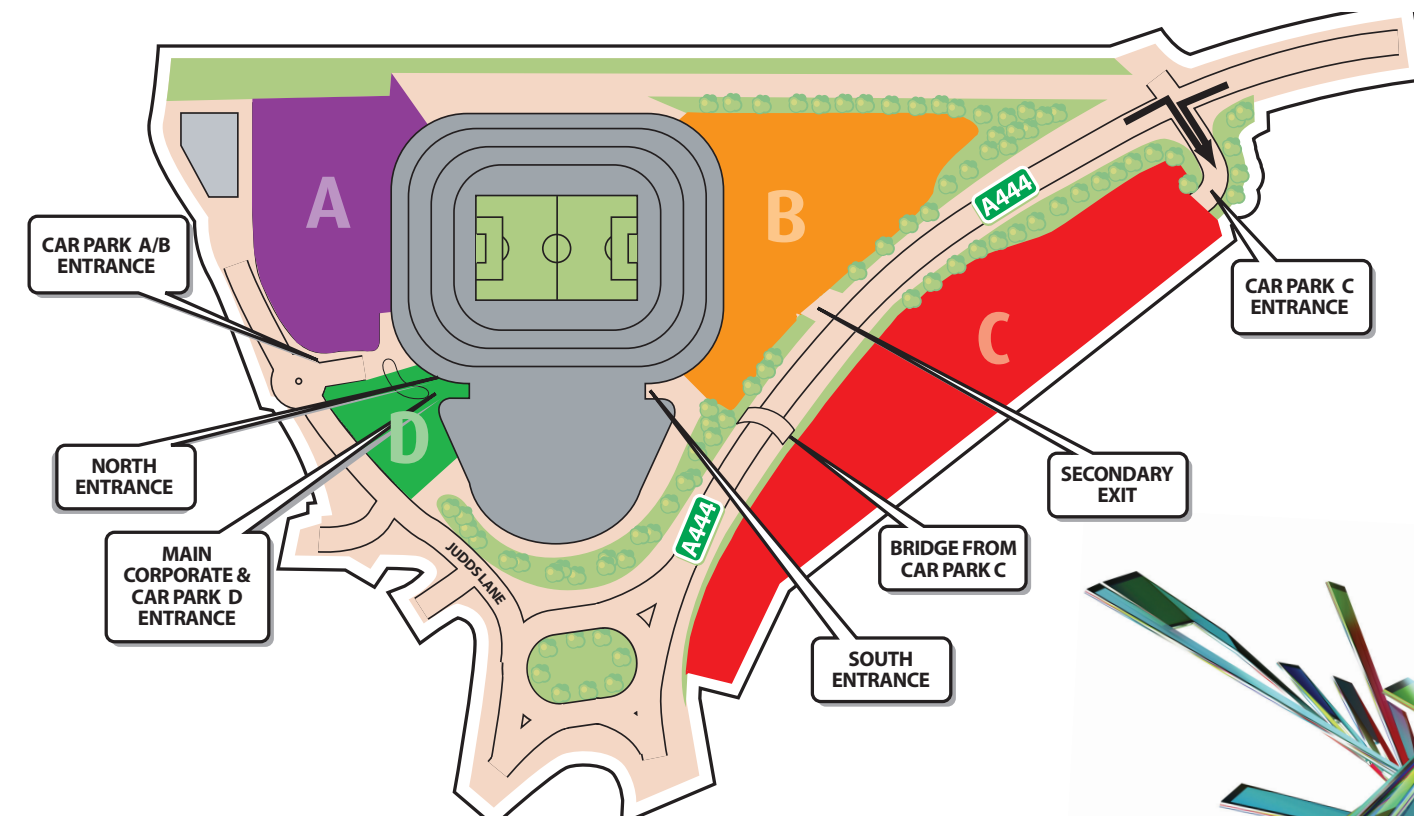 A
B
A444
CAR PARK A/B
ENTRANCE
CAR PARK C
ENTRANCE
C
D
NORTH
ENTRANCE
SECONDARY
EXIT
A444
BRIDGE FROM
CAR PARK C
MAIN
CORPORATE &
CAR PARK D
ENTRANCE
JUDDS LANE
SOUTH
ENTRANCE